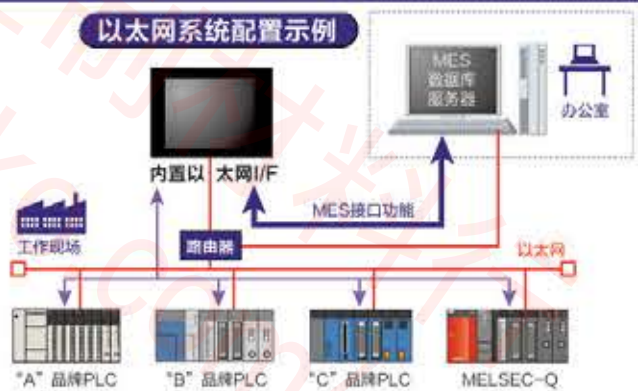 以太网系统配置示例
MES
数据库
服务器
办公室
内置以太网I/F
MES接口功能
工作现场
路由器
以太网
"A"品牌PLC
"B"品牌PLC
"C"品牌PLC
MELSEC-Q